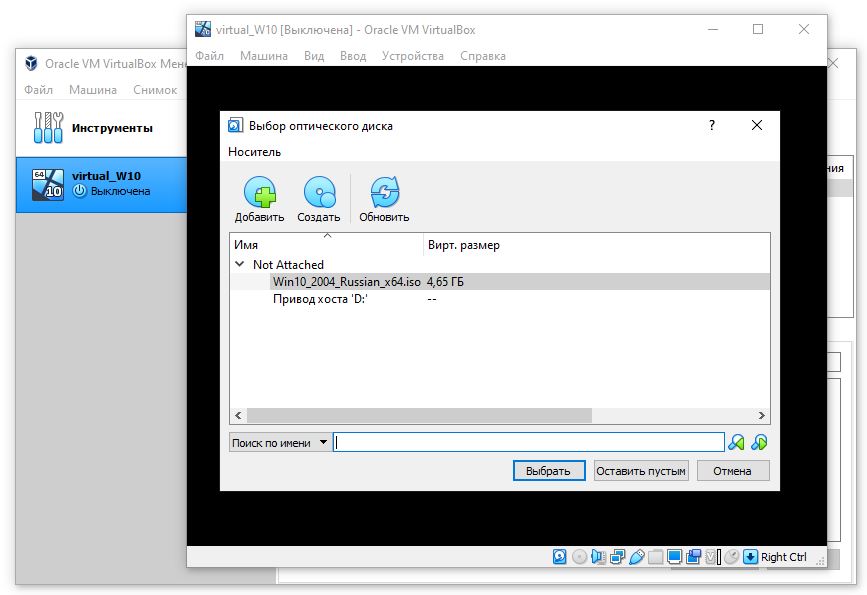 virtual_W10 [Выключена] - Oracle VM VirtualBox
Файл Машина Вид Ввод Устройства Справка
Oracle VM VirtualBox
Файл Машина Снимок
Инструменты
64
10
virtual_W10
Выключена
Выбор оптического диска
?
Носитель
Добавить Создать Обновить
Имя Вирт. размер
Not Attached
Win10_2004_Russian_x64.iso 4,65 ГБ
Привод хоста 'D:' --
Поиск по имени
Выбрать Оставить пустым Отмена
Right Ctrl